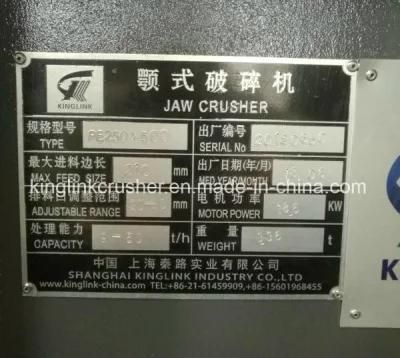 KINGLINK
颚式破碎机
JAW CRUSHER
规格型号
TYPE
出厂编号
SERIAL No
最大进料边长 mm
MAX FEED SIZE
出厂日期(年/月)
MFD YEAR/MONTH
kinglinkcrusher.en.made-in-china.com
排料口调整范围 mm
ADJUSTABLE RANGE
电机功率 KW
MOTOR POWER
处理能力 t/h
CAPACITY
重量 t
WEIGHT
中国 上海秦路实业有限公司
SHANGHAI KINGLINK INDUSTRY CO.,LTD
www.kinglink-china.com/TEL:+86-21-61459909,+86-15601968455
K